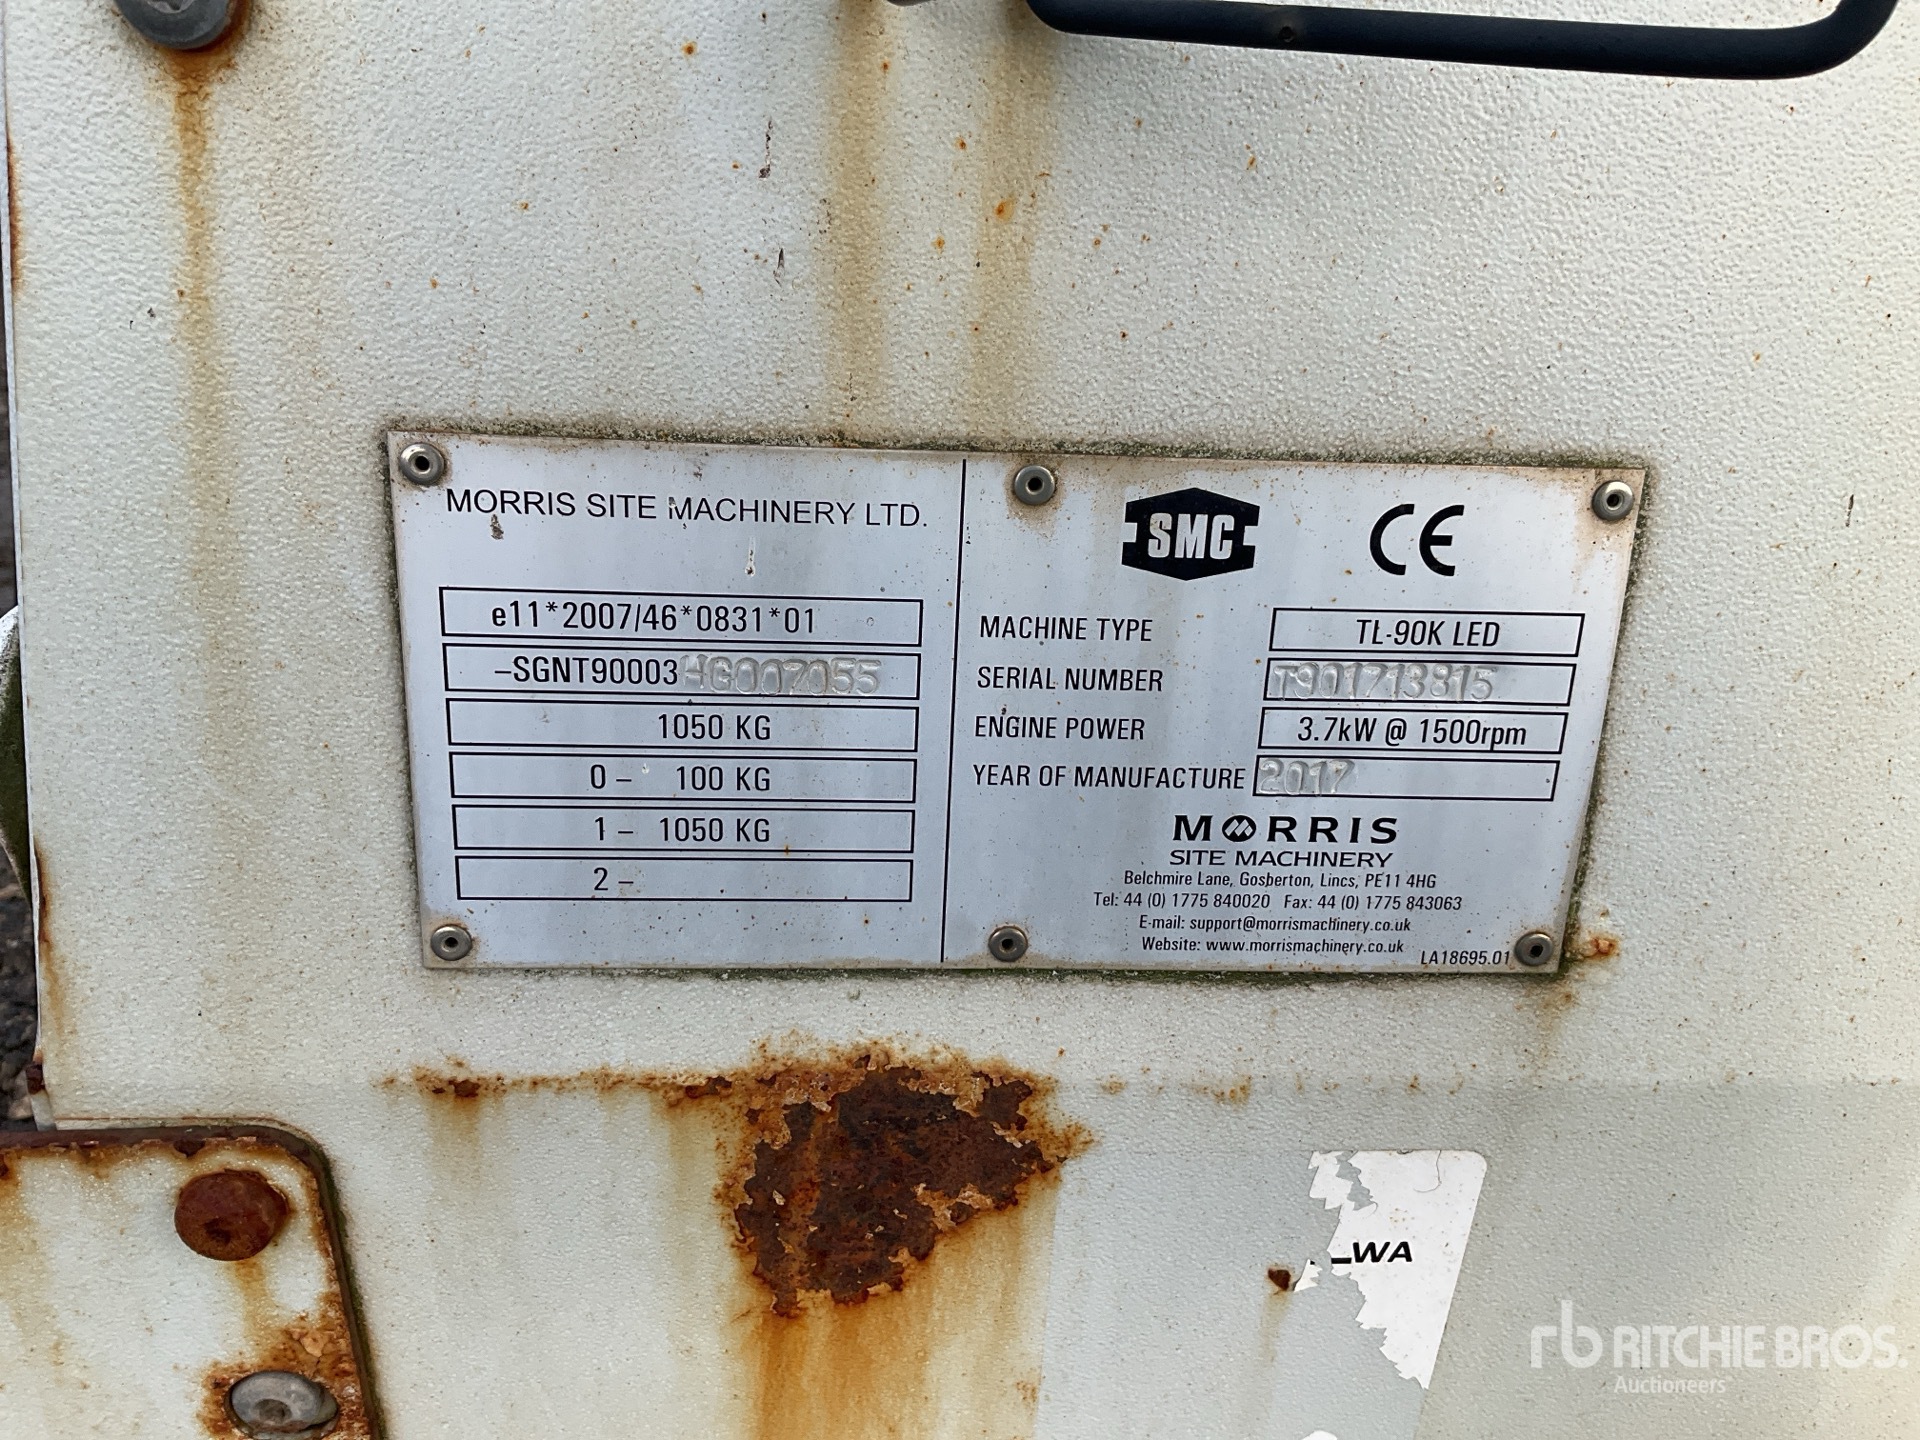 MORRIS SITE MACHINERY LTD.
e11*2007/46*0831*01
–SGNT90003HG007055
1050 KG
0 – 100 KG
1 – 1050 KG
2 –
SMC CE
MACHINE TYPE TL-90K LED
SERIAL NUMBER T901713815
ENGINE POWER 3.7kW @ 1500rpm
YEAR OF MANUFACTURE 2017
MORRIS
SITE MACHINERY
Belchmire Lane, Gosberton, Lincs, PE11 4HG
Tel: 44 (0) 1775 840020 Fax: 44 (0) 1775 843063
E-mail: support@morrismachinery.co.uk
Website: www.morrismachinery.co.uk
LA18695.01
WA
rb RITCHIE BROS.
Auctioneers